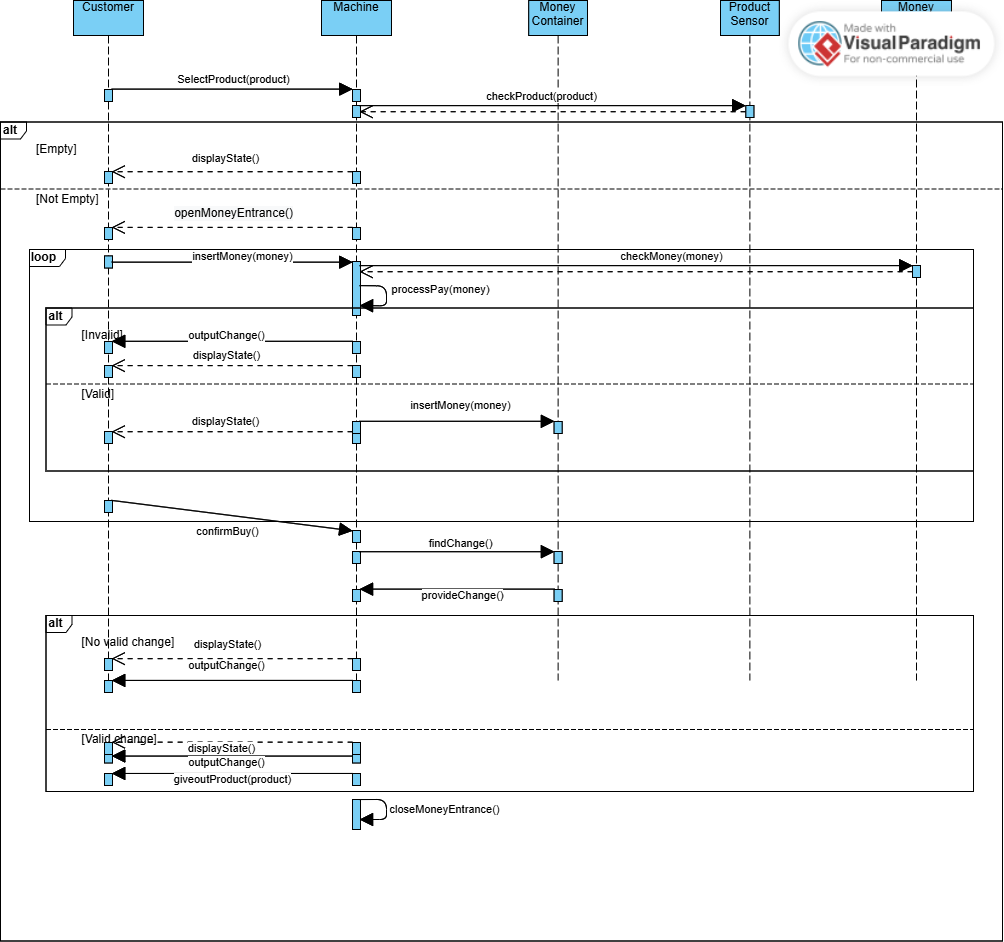 Customer
Machine
Money
Container
Product
Sensor
Money
Made with
Visual Paradigm
For non-commercial use
SelectProduct(product)
checkProduct(product)
alt
[Empty]
displayState()
[Not Empty]
openMoneyEntrance()
loop
insertMoney(money)
checkMoney(money)
processPay(money)
alt
[Invalid]
outputChange()
displayState()
[Valid]
insertMoney(money)
displayState()
confirmBuy()
findChange()
provideChange()
alt
[No valid change]
displayState()
outputChange()
[Valid change]
displayState()
outputChange()
giveoutProduct(product)
closeMoneyEntrance()